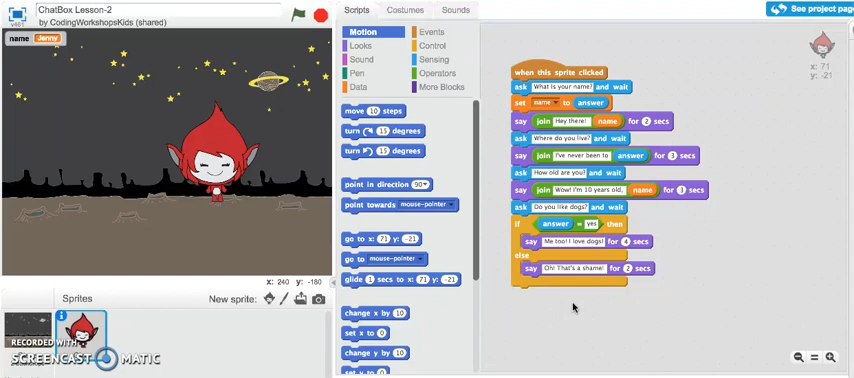 v461
ChatBox Lesson-2
by CodingWorkshopsKids (shared)
name Jenny
x: 240 y: -180
Sprites
New sprite:
RECORDED WITH
SCREENCAST MATIC
Scripts
Costumes
Sounds
See project page
Motion
Looks
Sound
Pen
Data
Events
Control
Sensing
Operators
More Blocks
move 10 steps
turn 15 degrees
turn 15 degrees
point in direction 90
point towards mouse-pointer
go to x: 71 y: -21
go to mouse-pointer
glide 1 secs to x: 71 y: -21
change x by 10
set x to 0
change y by 10
set y to 0
x: 71
y: -21
when this sprite clicked
ask What is your name? and wait
set name to answer
say join Hey there! name for 2 secs
ask Where do you live? and wait
say join I've never been to answer for 3 secs
ask How old are you? and wait
say join Wow! I'm 10 years old, name for 3 secs
ask Do you like dogs? and wait
if answer = yes then
say Me too! I love dogs! for 4 secs
else
say Oh! That's a shame! for 2 secs